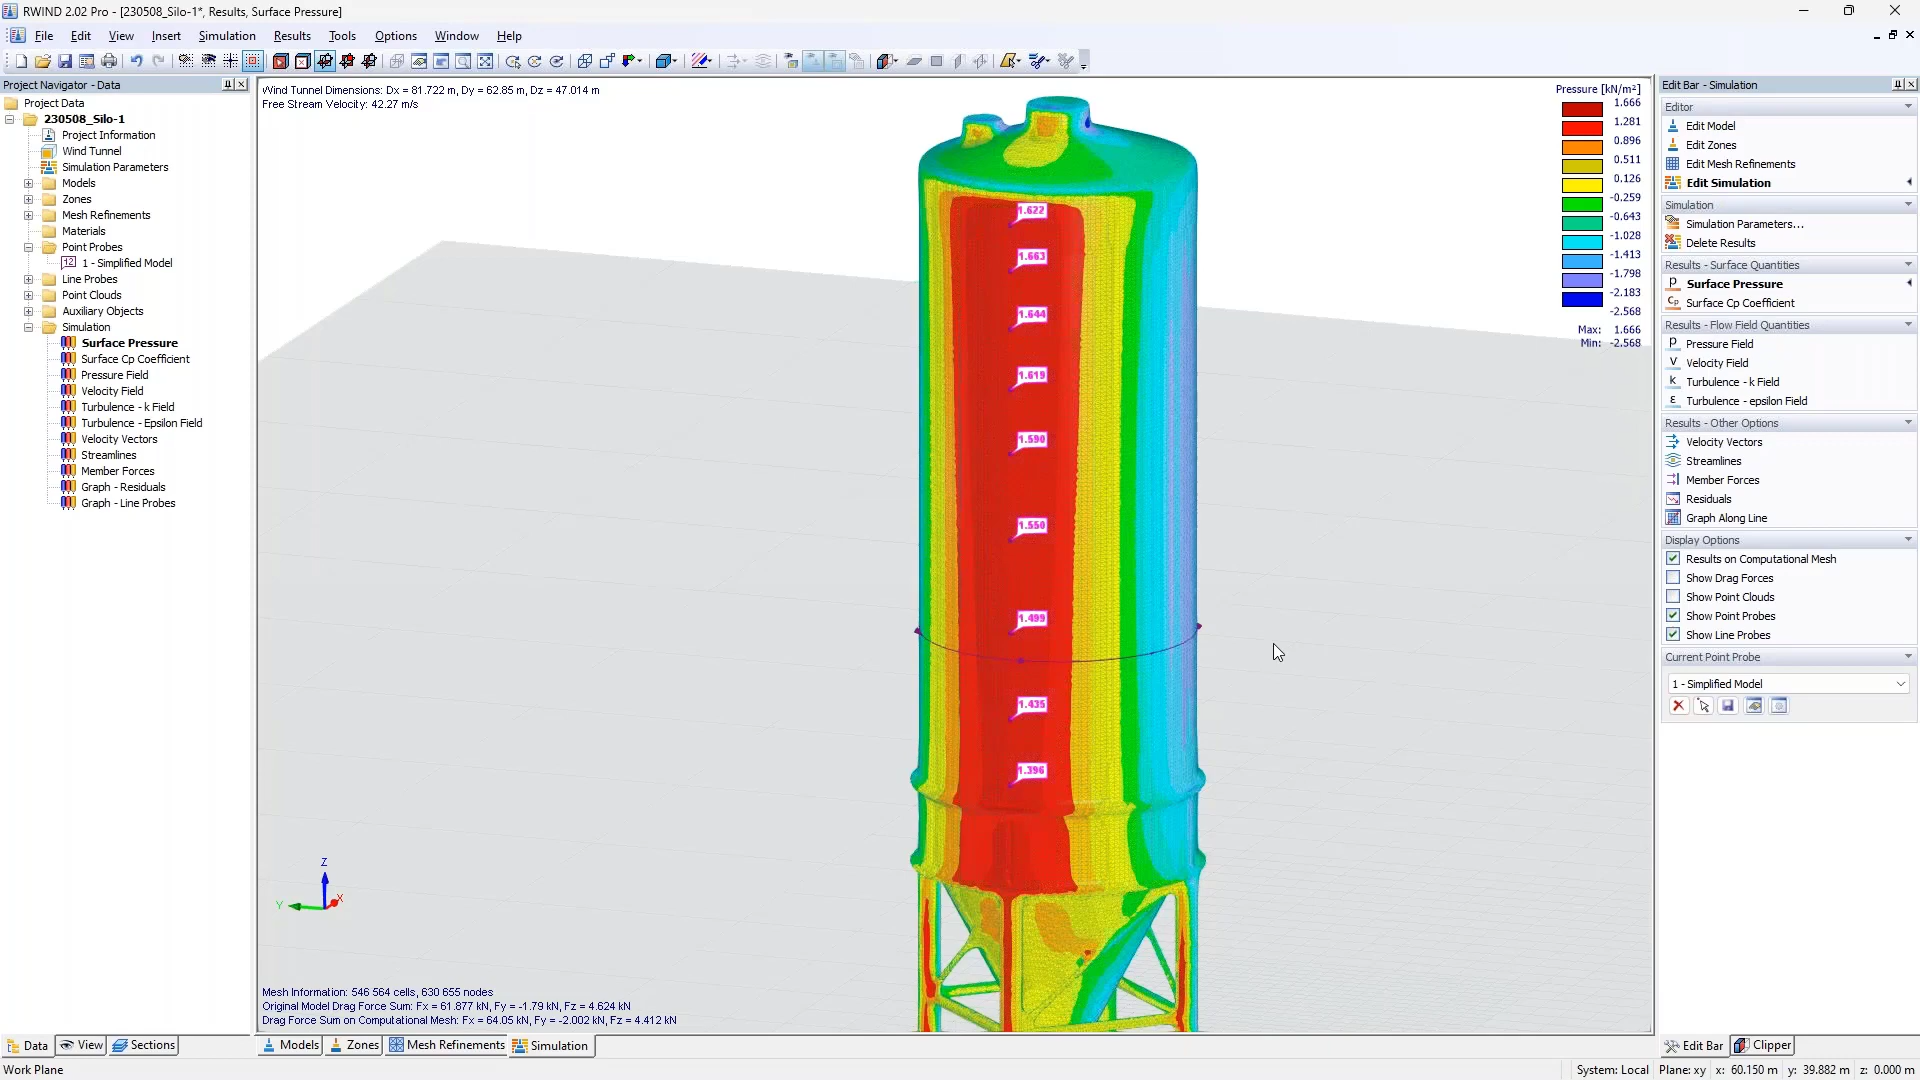 RWIND 2.02 Pro - [230508_Silo-1*, Results, Surface Pressure]
File Edit View Insert Simulation Results Tools Options Window Help
Project Navigator - Data
Project Data
230508_Silo-1
Project Information
Wind Tunnel
Simulation Parameters
Models
Zones
Mesh Refinements
Materials
Point Probes
12 1 - Simplified Model
Line Probes
Point Clouds
Auxiliary Objects
Simulation
Surface Pressure
Surface Cp Coefficient
Pressure Field
Velocity Field
Turbulence - k Field
Turbulence - Epsilon Field
Velocity Vectors
Streamlines
Member Forces
Graph - Residuals
Graph - Line Probes
Data View Sections
Wind Tunnel Dimensions: Dx = 81.722 m, Dy = 62.85 m, Dz = 47.014 m
Free Stream Velocity: 42.27 m/s
Pressure [kN/m²]
1.666
1.281
0.896
0.511
0.126
-0.259
-0.643
-1.028
-1.413
-1.798
-2.183
-2.568
Max: 1.666
Min: -2.568
1.622
1.663
1.644
1.619
1.590
1.550
1.499
1.435
1.396
Z
Y
X
Mesh Information: 546 564 cells, 630 655 nodes
Original Model Drag Force Sum: Fx = 61.877 kN, Fy = -1.79 kN, Fz = 4.624 kN
Drag Force Sum on Computational Mesh: Fx = 64.05 kN, Fy = -2.002 kN, Fz = 4.412 kN
Models Zones Mesh Refinements Simulation
Edit Bar - Simulation
Editor
Edit Model
Edit Zones
Edit Mesh Refinements
Edit Simulation
Simulation
Simulation Parameters...
Delete Results
Results - Surface Quantities
p Surface Pressure
Cp Surface Cp Coefficient
Results - Flow Field Quantities
p Pressure Field
v Velocity Field
k Turbulence - k Field
ε Turbulence - epsilon Field
Results - Other Options
Velocity Vectors
Streamlines
Member Forces
Residuals
Graph Along Line
Display Options
Results on Computational Mesh
Show Drag Forces
Show Point Clouds
Show Point Probes
Show Line Probes
Current Point Probe
1 - Simplified Model
Edit Bar Clipper
Work Plane
System: Local Plane: xy x: 60.150 m y: 39.882 m z: 0.000 m